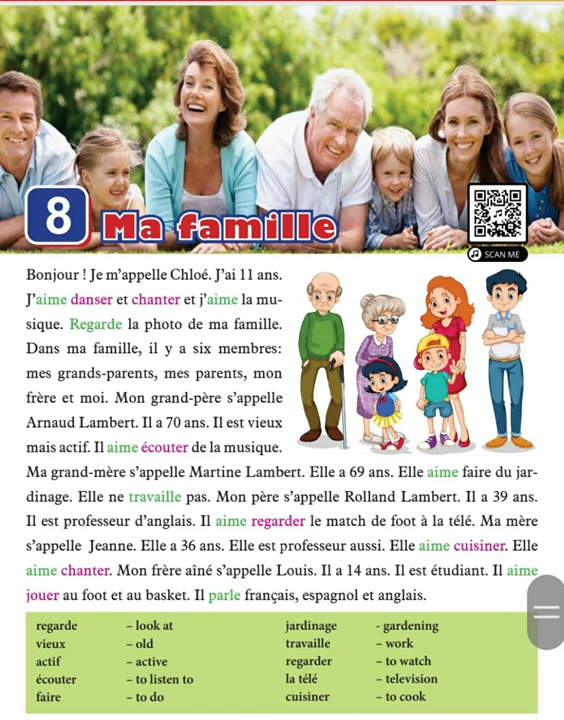 8
Ma famille
SCAN ME
Bonjour ! Je m'appelle Chloé. J'ai 11 ans.
J'aime danser et chanter et j'aime la mu-
sique. Regarde la photo de ma famille.
Dans ma famille, il y a six membres:
mes grands-parents, mes parents, mon
frère et moi. Mon grand-père s'appelle
Arnaud Lambert. Il a 70 ans. Il est vieux
mais actif. Il aime écouter de la musique.
Ma grand-mère s'appelle Martine Lambert. Elle a 69 ans. Elle aime faire du jar-
dinage. Elle ne travaille pas. Mon père s'appelle Rolland Lambert. Il a 39 ans.
Il est professeur d'anglais. Il aime regarder le match de foot à la télé. Ma mère
s'appelle Jeanne. Elle a 36 ans. Elle est professeur aussi. Elle aime cuisiner. Elle
aime chanter. Mon frère aîné s'appelle Louis. Il a 14 ans. Il est étudiant. Il aime
jouer au foot et au basket. Il parle français, espagnol et anglais.
regarde – look at jardinage - gardening
vieux – old travaille – work
actif – active regarder – to watch
écouter – to listen to la télé – television
faire – to do cuisiner – to cook